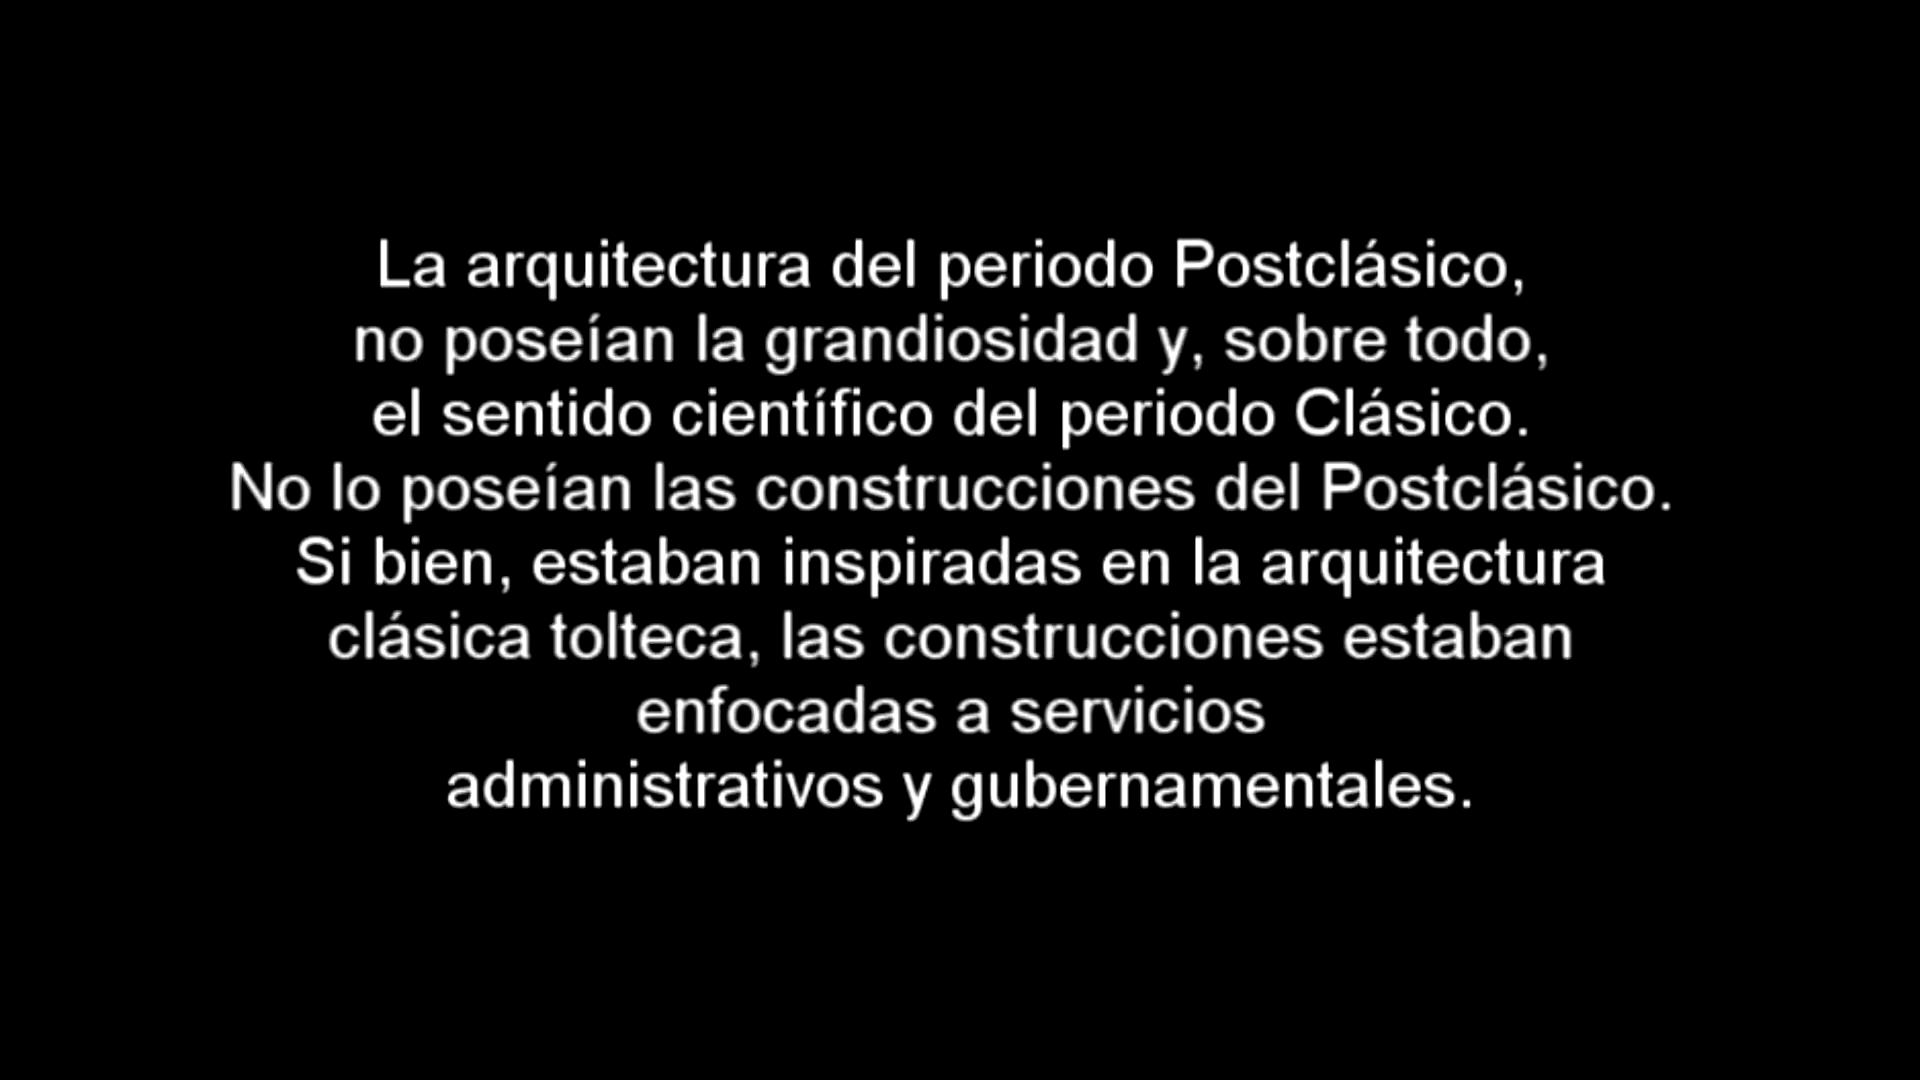 La arquitectura del periodo Postclásico,
no poseían la grandiosidad y, sobre todo,
el sentido científico del periodo Clásico.
No lo poseían las construcciones del Postclásico.
Si bien, estaban inspiradas en la arquitectura
clásica tolteca, las construcciones estaban
enfocadas a servicios
administrativos y gubernamentales.